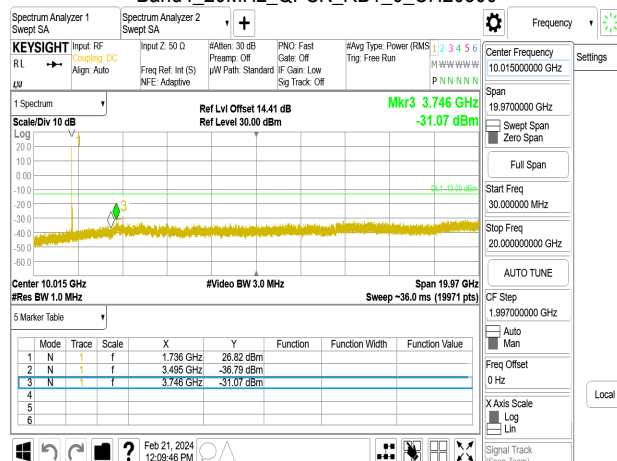 Spectrum Analyzer 1
Swept SA
Spectrum Analyzer 2
Swept SA
Frequency
KEYSIGHT
RL
Input: RF
Coupling: DC
Align: Auto
Input Z: 50 Ω
Freq Ref: Int (S)
NFE: Adaptive
#Atten: 30 dB
Preamp: Off
µW Path: Standard
PNO: Fast
Gate: Off
IF Gain: Low
Sig Track: Off
#Avg Type: Power (RMS
Trig: Free Run
1 2 3 4 5 6
M W W W W W
P N N N N N
Center Frequency
10.015000000 GHz
Settings
Span
19.9700000 GHz
Swept Span
Zero Span
Full Span
Start Freq
30.000000 MHz
Stop Freq
20.000000000 GHz
AUTO TUNE
CF Step
1.997000000 GHz
Auto
Man
Freq Offset
0 Hz
X Axis Scale
Log
Lin
Signal Track
Local
1 Spectrum
Scale/Div 10 dB
Ref Lvl Offset 14.41 dB
Ref Level 30.00 dBm
Mkr3 3.746 GHz
-31.07 dBm
Log
20.0
10.0
0.00
-10.0
-20.0
-30.0
-40.0
-50.0
-60.0
DL1 -13.00 dBm
1
3
Center 10.015 GHz
#Res BW 1.0 MHz
#Video BW 3.0 MHz
Span 19.97 GHz
Sweep ~36.0 ms (19971 pts)
5 Marker Table
Mode Trace Scale X Y Function Function Width Function Value
1 N 1 f 1.736 GHz 26.82 dBm
2 N 1 f 3.495 GHz -36.79 dBm
3 N 1 f 3.746 GHz -31.07 dBm
4
5
6
?
Feb 21, 2024
12:09:46 PM